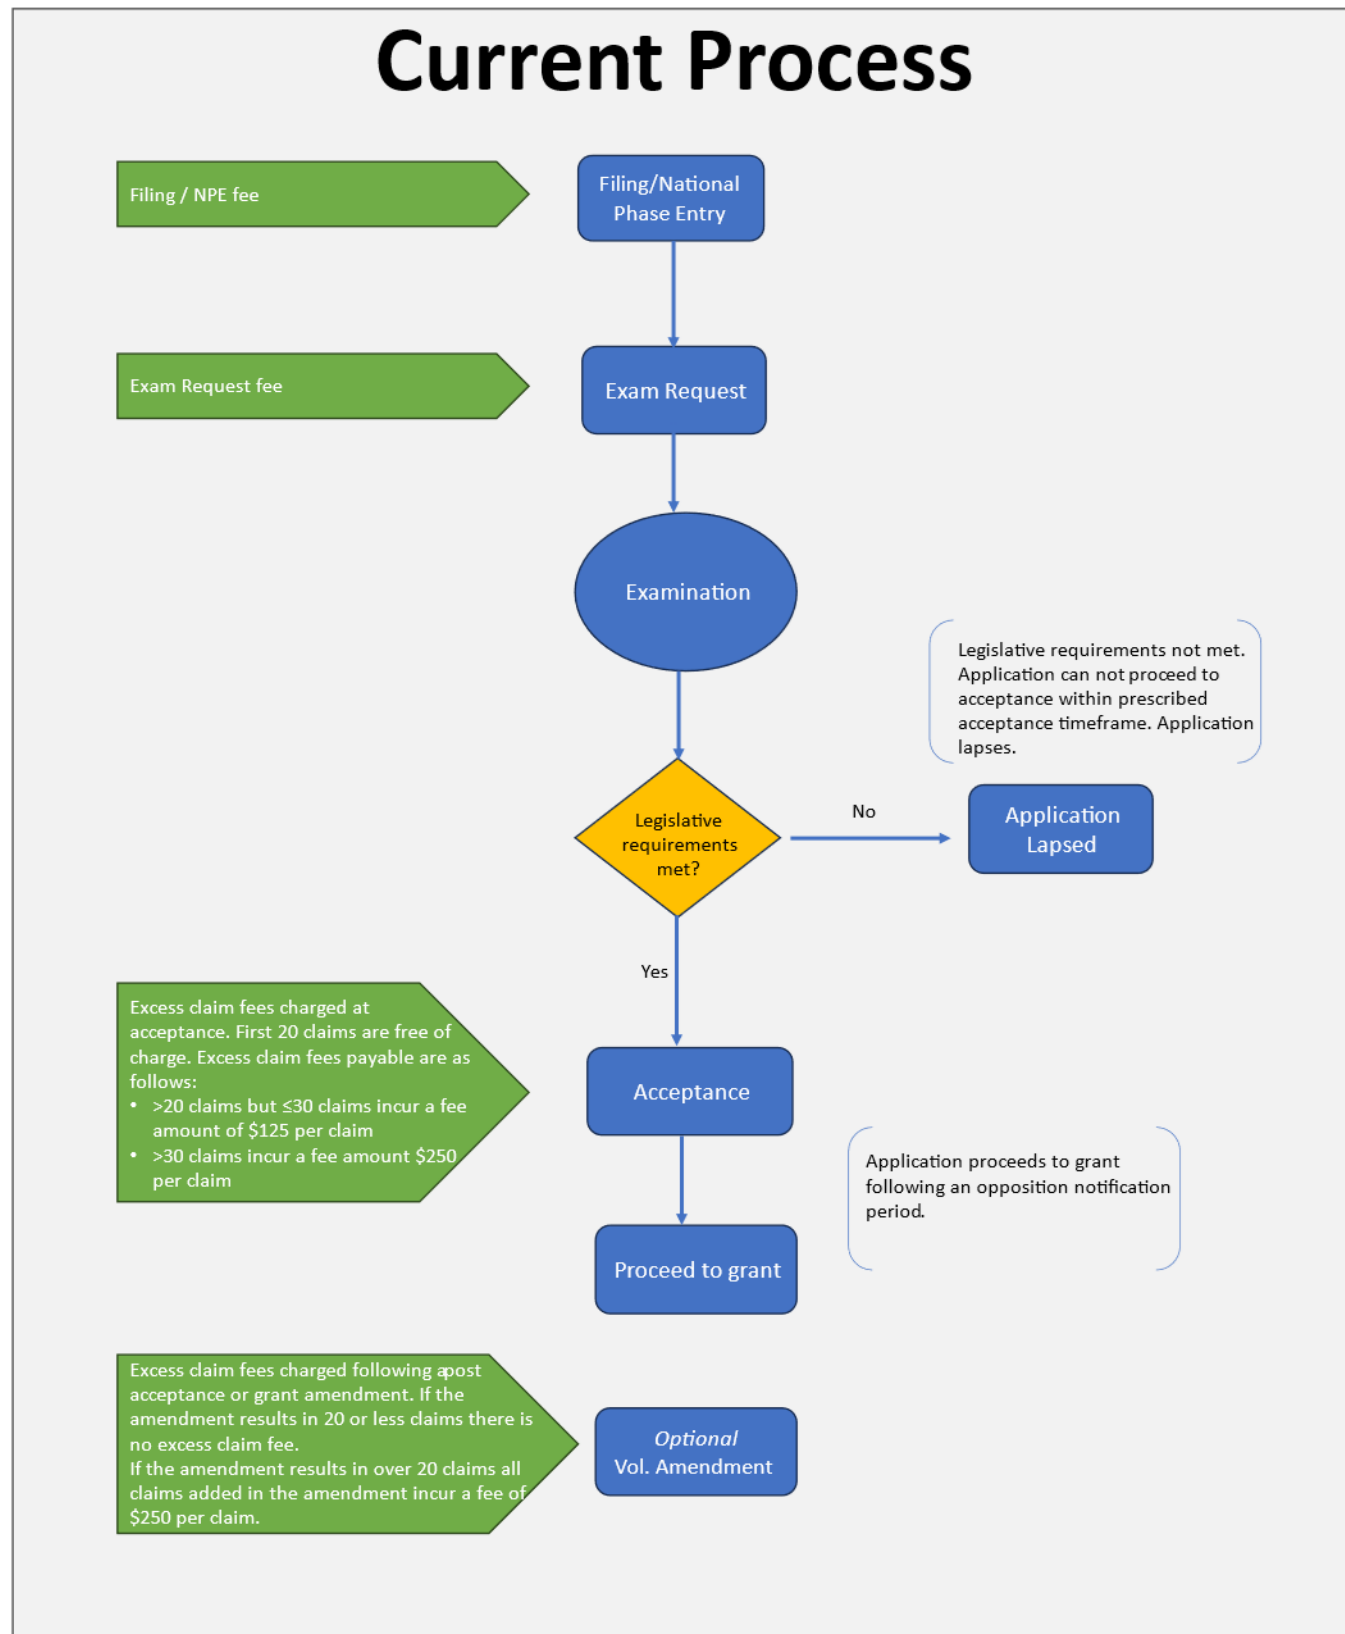 Current Process
Filing / NPE fee
Filing/National
Phase Entry
Exam Request fee
Exam Request
Examination
Legislative requirements not met.
Application can not proceed to
acceptance within prescribed
acceptance timeframe. Application
lapses.
Legislative
requirements
met?
No
Application
Lapsed
Yes
Excess claim fees charged at
acceptance. First 20 claims are free of
charge. Excess claim fees payable are as
follows:
• >20 claims but ≤30 claims incur a fee
amount of $125 per claim
• >30 claims incur a fee amount $250
per claim
Acceptance
Application proceeds to grant
following an opposition notification
period.
Proceed to grant
Excess claim fees charged following a post
acceptance or grant amendment. If the
amendment results in 20 or less claims there is
no excess claim fee.
If the amendment results in over 20 claims all
claims added in the amendment incur a fee of
$250 per claim.
Optional
Vol. Amendment